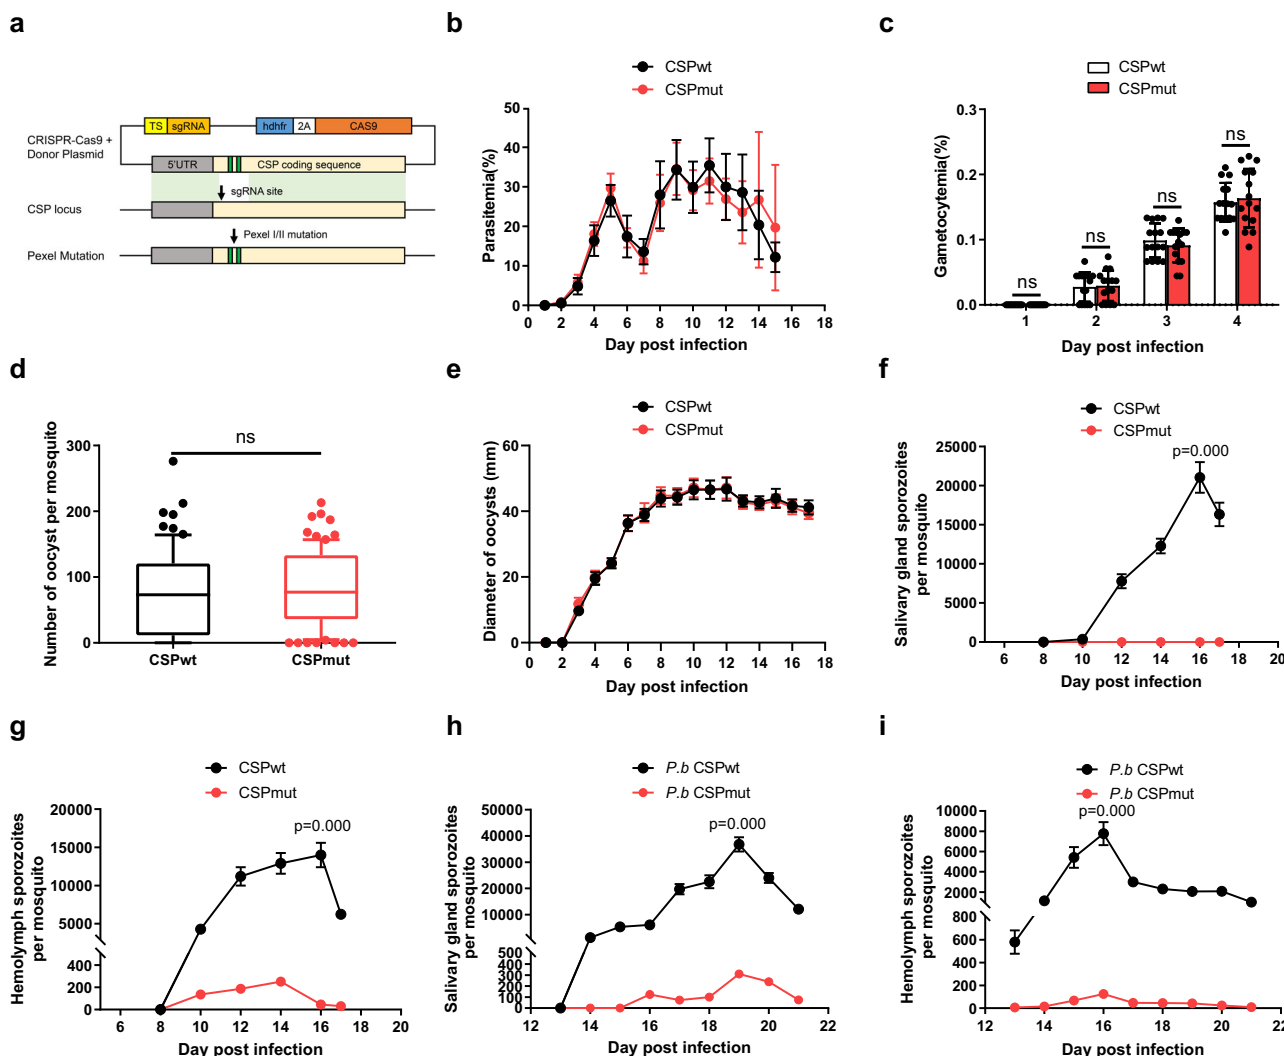 a
TS
sgRNA
hdhfr
2A
CAS9
CRISPR-Cas9 +
Donor Plasmid
5'UTR
CSP coding sequence
sgRNA site
CSP locus
Pexel I/II mutation
Pexel Mutation
b
CSPwt
CSPmut
Parasitemia(%)
50
40
30
20
10
0
0 2 4 6 8 10 12 14 16 18
Day post infection
c
CSPwt
CSPmut
Gametocytemia(%)
0.3
0.2
0.1
0.0
ns
ns
ns
ns
1 2 3 4
Day post infection
d
Number of oocyst per mosquito
300
200
100
0
ns
CSPwt
CSPmut
e
CSPwt
CSPmut
Diameter of oocysts (mm)
60
40
20
0
0 2 4 6 8 10 12 14 16 18
Day post infection
f
CSPwt
CSPmut
Salivary gland sporozoites
per mosquito
25000
20000
15000
10000
5000
0
p=0.000
6 8 10 12 14 16 18 20
Day post infection
g
CSPwt
CSPmut
Hemolymph sporozoites
per mosquito
20000
15000
10000
5000
400
200
0
p=0.000
6 8 10 12 14 16 18 20
Day post infection
h
P.b CSPwt
P.b CSPmut
Salivary gland sporozoites
per mosquito
50000
40000
30000
20000
10000
500
400
300
200
100
0
p=0.000
12 14 16 18 20 22
Day post infection
i
P.b CSPwt
P.b CSPmut
Hemolymph sporozoites
per mosquito
10000
8000
6000
4000
2000
800
600
400
200
0
p=0.000
12 14 16 18 20 22
Day post infection